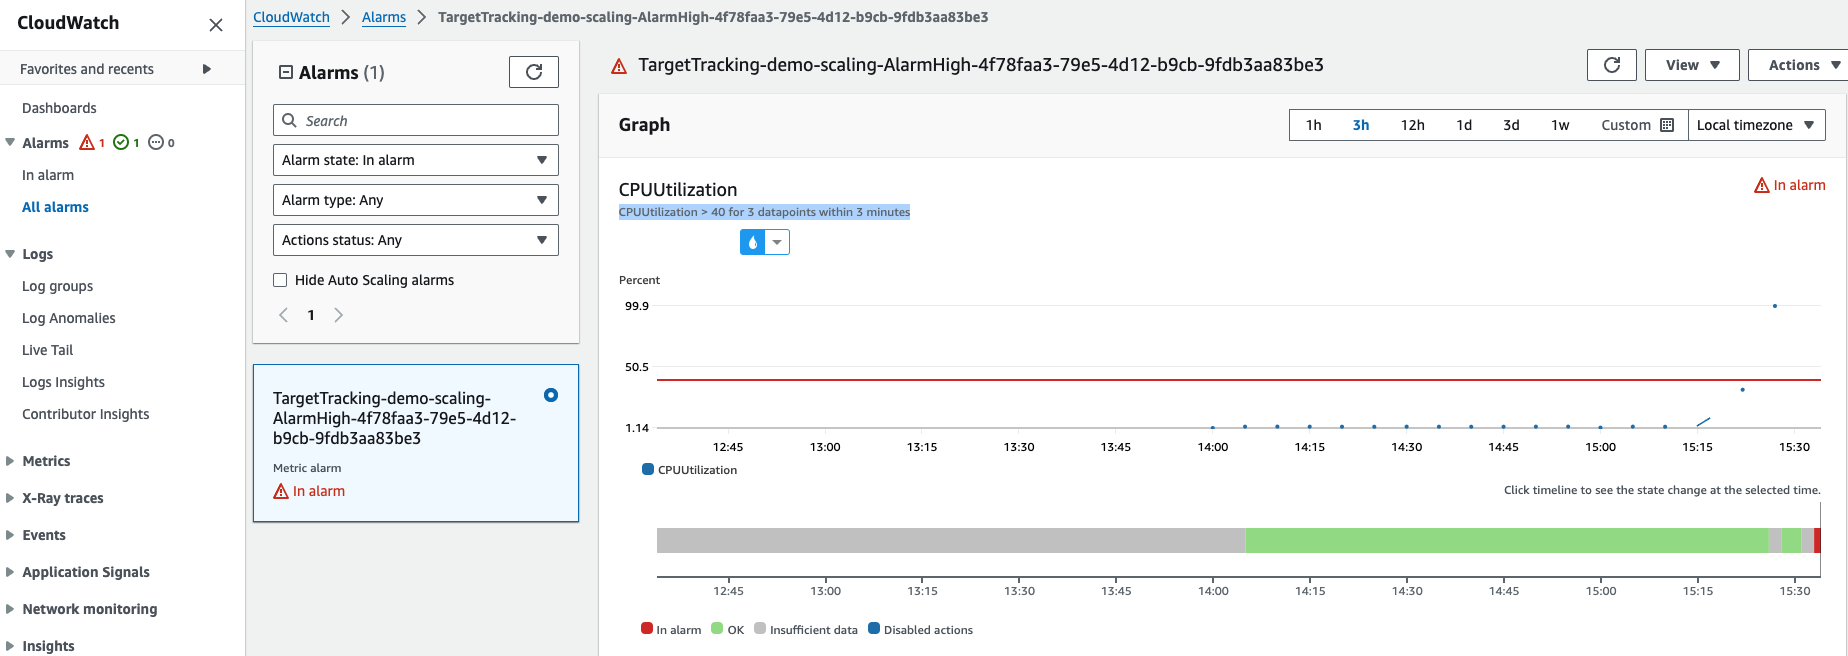 CloudWatch
Favorites and recents
Dashboards
Alarms 1 1 0
In alarm
All alarms
Logs
Log groups
Log Anomalies
Live Tail
Logs Insights
Contributor Insights
Metrics
X-Ray traces
Events
Application Signals
Network monitoring
Insights
CloudWatch > Alarms > TargetTracking-demo-scaling-AlarmHigh-4f78faa3-79e5-4d12-b9cb-9fdb3aa83be3
Alarms (1)
Search
Alarm state: In alarm
Alarm type: Any
Actions status: Any
Hide Auto Scaling alarms
1
TargetTracking-demo-scaling-
AlarmHigh-4f78faa3-79e5-4d12-
b9cb-9fdb3aa83be3
Metric alarm
In alarm
TargetTracking-demo-scaling-AlarmHigh-4f78faa3-79e5-4d12-b9cb-9fdb3aa83be3
View
Actions
Graph
1h 3h 12h 1d 3d 1w Custom Local timezone
CPUUtilization
In alarm
CPUUtilization > 40 for 3 datapoints within 3 minutes
Percent
99.9
50.5
1.14
12:45 13:00 13:15 13:30 13:45 14:00 14:15 14:30 14:45 15:00 15:15 15:30
CPUUtilization
Click timeline to see the state change at the selected time.
12:45 13:00 13:15 13:30 13:45 14:00 14:15 14:30 14:45 15:00 15:15 15:30
In alarm OK Insufficient data Disabled actions